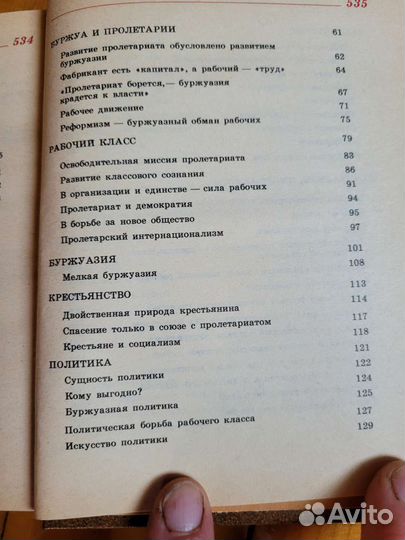 534
535
БУРЖУА И ПРОЛЕТАРИИ 61
Развитие пролетариата обусловлено развитием
буржуазии 62
Фабрикант есть «капитал», а рабочий — «труд» 64
«Пролетариат борется,— буржуазия
крадется к власти» 67
Рабочее движение 71
Реформизм — буржуазный обман рабочих 75
РАБОЧИЙ КЛАСС 79
Освободительная миссия пролетариата 83
Развитие классового сознания 86
В организации и единстве — сила рабочих 91
Пролетариат и демократия 94
В борьбе за новое общество 95
Пролетарский интернационализм 97
БУРЖУАЗИЯ 101
Мелкая буржуазия 108
КРЕСТЬЯНСТВО 113
Двойственная природа крестьянина 114
Спасение только в союзе с пролетариатом 117
Крестьяне и социализм 118
ПОЛИТИКА 121
Сущность политики 122
Кому выгодно? 124
Буржуазная политика 125
Политическая борьба рабочего класса 127
Искусство политики 129
Avito